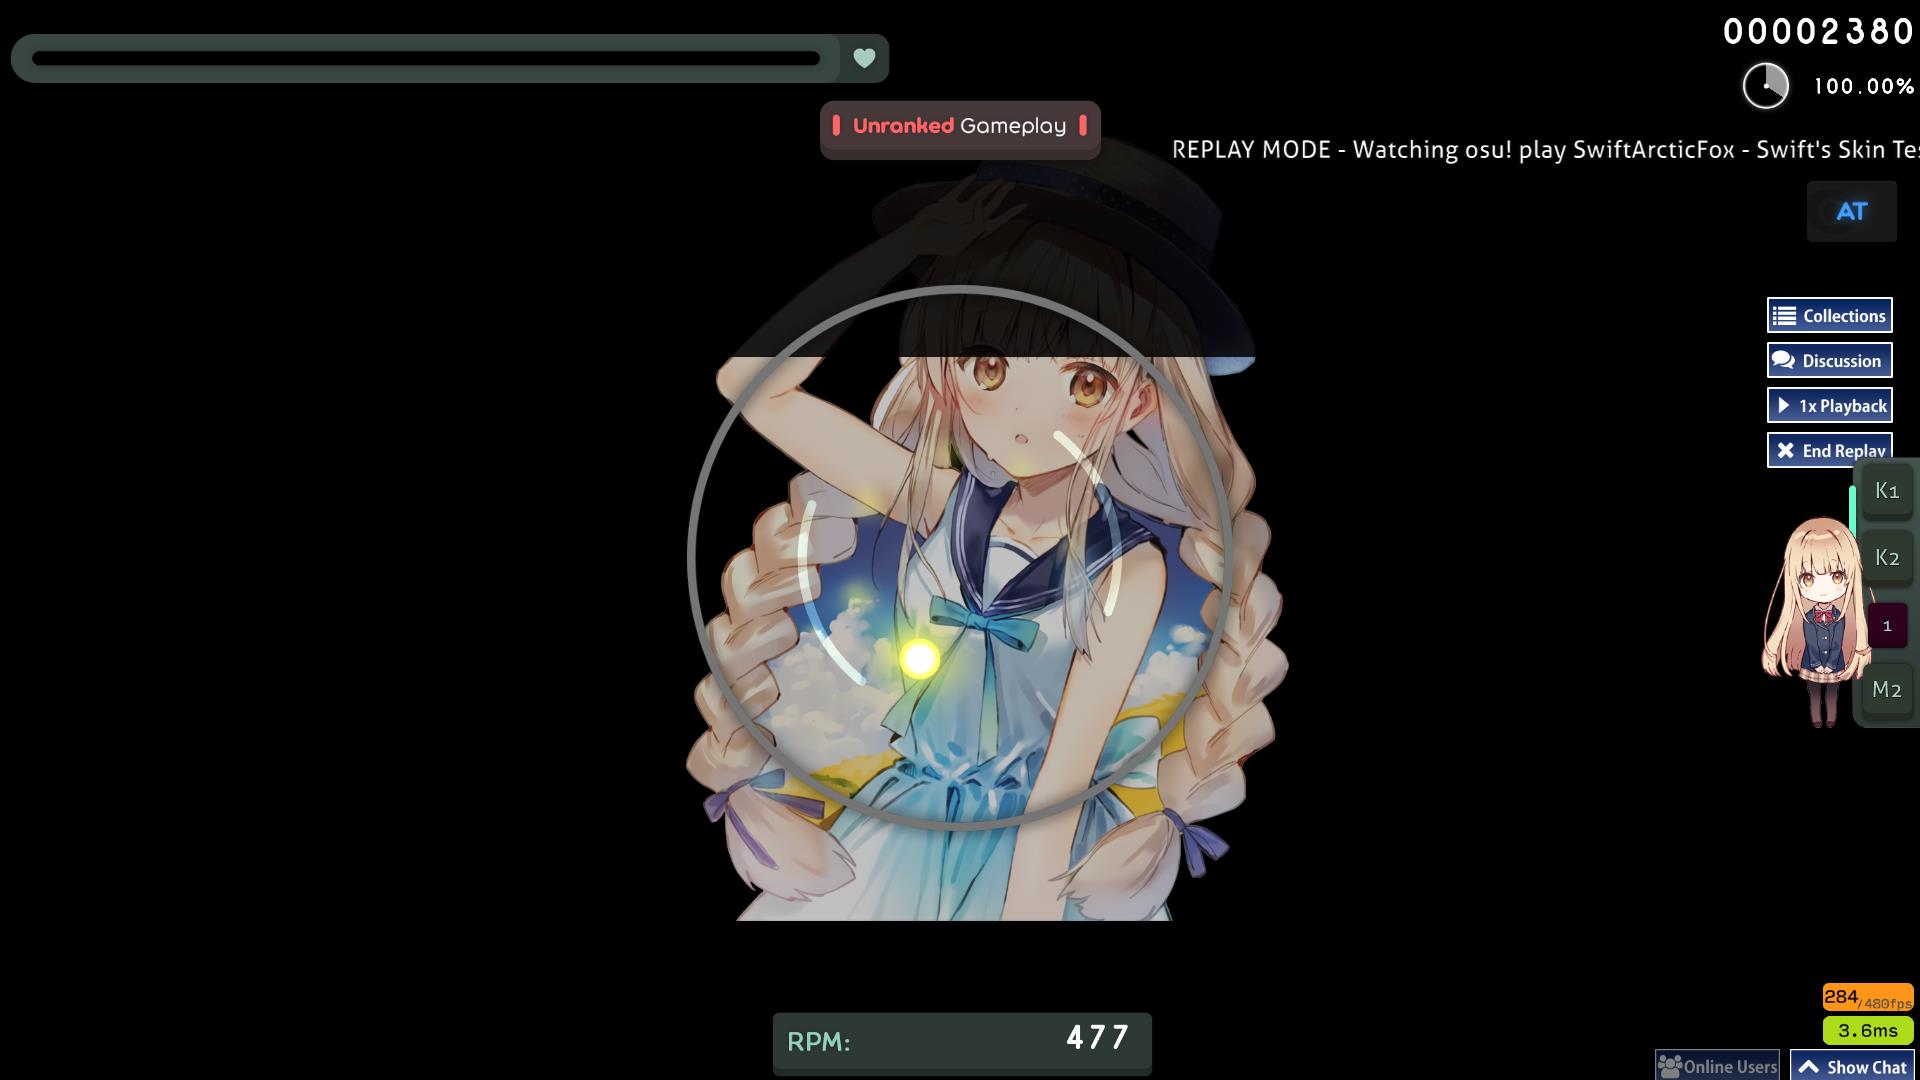 00002380
100.00%
Unranked Gameplay
REPLAY MODE - Watching osu! play SwiftArcticFox - Swift's Skin Tes
AT
Collections
Discussion
1x Playback
End Replay
K1
K2
1
M2
284/480fps
3.6ms
RPM: 477
Online Users
Show Chat